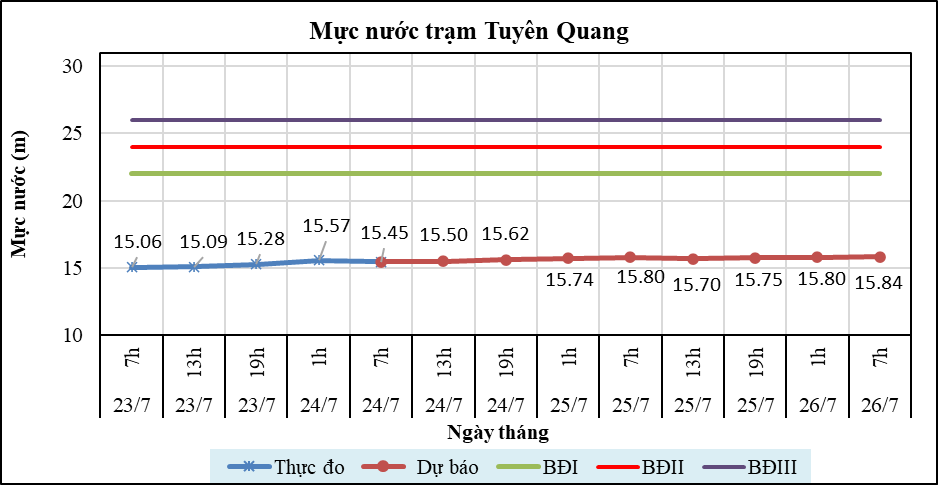 Mực nước trạm Tuyên Quang
Mực nước (m)
30
25
20
15
10
15.06 15.09 15.28 15.57 15.45 15.50 15.62 15.74 15.80 15.70 15.75 15.80 15.84
7h 13h 19h 1h 7h 13h 19h 1h 7h 13h 19h 1h 7h
23/7 23/7 23/7 24/7 24/7 24/7 24/7 25/7 25/7 25/7 25/7 26/7 26/7
Ngày tháng
Thực đo Dự báo BĐI BĐII BĐIII